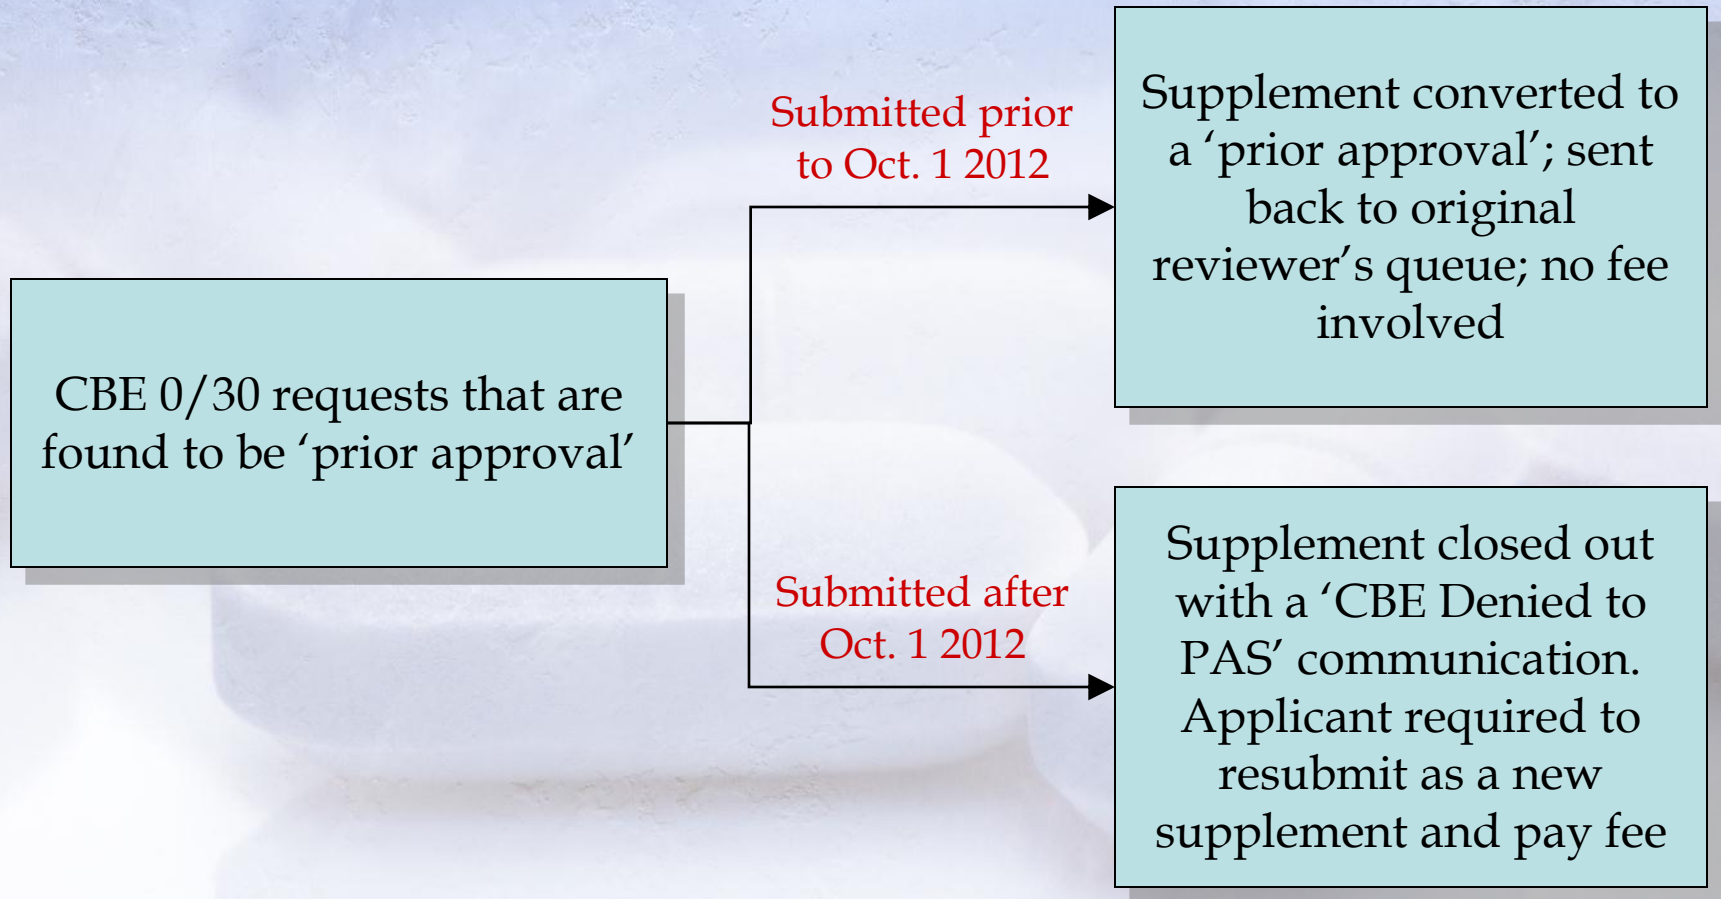 CBE 0/30 requests that are
found to be ‘prior approval’
Submitted prior
to Oct. 1 2012
Supplement converted to
a ‘prior approval’; sent
back to original
reviewer’s queue; no fee
involved
Submitted after
Oct. 1 2012
Supplement closed out
with a ‘CBE Denied to
PAS’ communication.
Applicant required to
resubmit as a new
supplement and pay fee